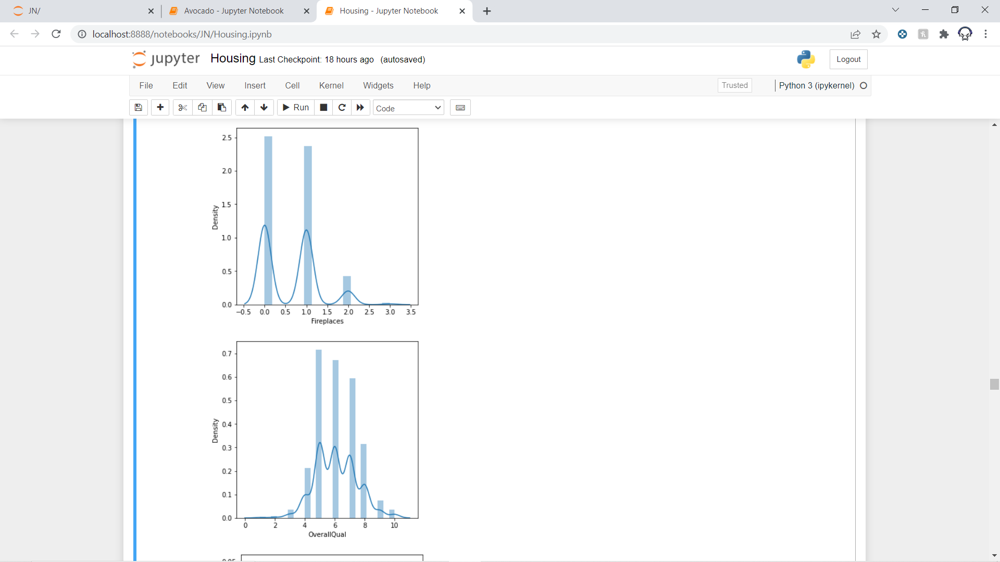 JN/
Avocado - Jupyter Notebook
Housing - Jupyter Notebook
localhost:8888/notebooks/JN/Housing.ipynb
h
jupyter Housing Last Checkpoint: 18 hours ago (autosaved)
Logout
File Edit View Insert Cell Kernel Widgets Help
Trusted Python 3 (ipykernel)
Run Code
2.5
2.0
1.5
1.0
0.5
0.0
Density
−0.5 0.0 0.5 1.0 1.5 2.0 2.5 3.0 3.5
Fireplaces
0.7
0.6
0.5
0.4
0.3
0.2
0.1
0.0
Density
0 2 4 6 8 10
OverallQual